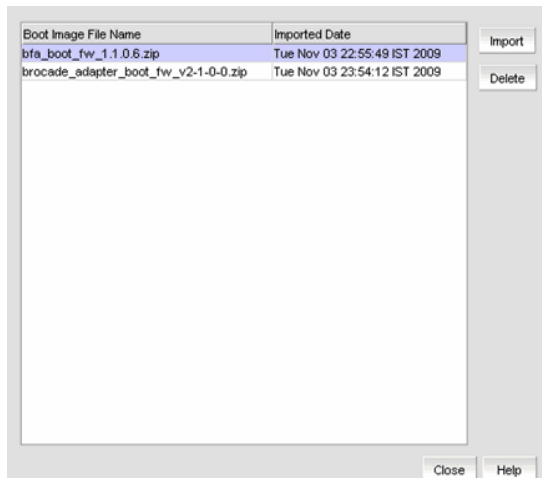 Boot Image File Name Imported Date
bfa_boot_fw_1.1.0.6.zip Tue Nov 03 22:55:49 IST 2009
brocade_adapter_boot_fw_v2-1-0-0.zip Tue Nov 03 23:54:12 IST 2009
Import
Delete
Close Help